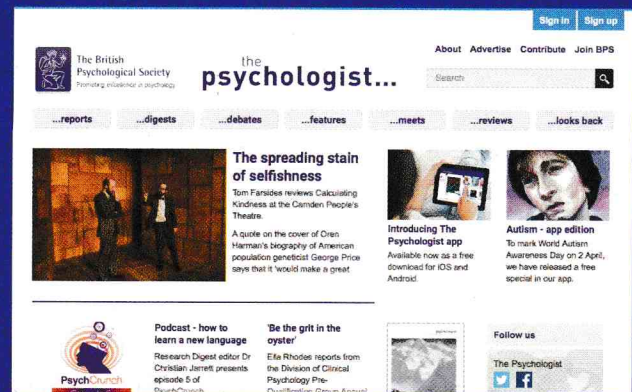 Sign in Sign up
About Advertise Contribute Join BPS
The British
Psychological Society
Promoting excellence in psychology
the
psychologist...
Search
...reports ...digests ...debates ...features ...meets ...reviews ...looks back
The spreading stain
of selfishness
Tom Farsides reviews Calculating
Kindness at the Camden People's
Theatre.
A quote on the cover of Oren
Harman's biography of American
population geneticist George Price
says that it 'would make a great
Introducing The
Psychologist app
Available now as a free
download for iOS and
Android.
Autism - app edition
To mark World Autism
Awareness Day on 2 April,
we have released a free
special in our app.
PsychCrunch
Podcast - how to
learn a new language
Research Digest editor Dr
Christian Jarrett presents
episode 5 of
PsychCrunch
'Be the grit in the
oyster'
Ella Rhodes reports from
the Division of Clinical
Psychology Pre-
Qualification Group Annual
psychologist
Follow us
The Psychologist